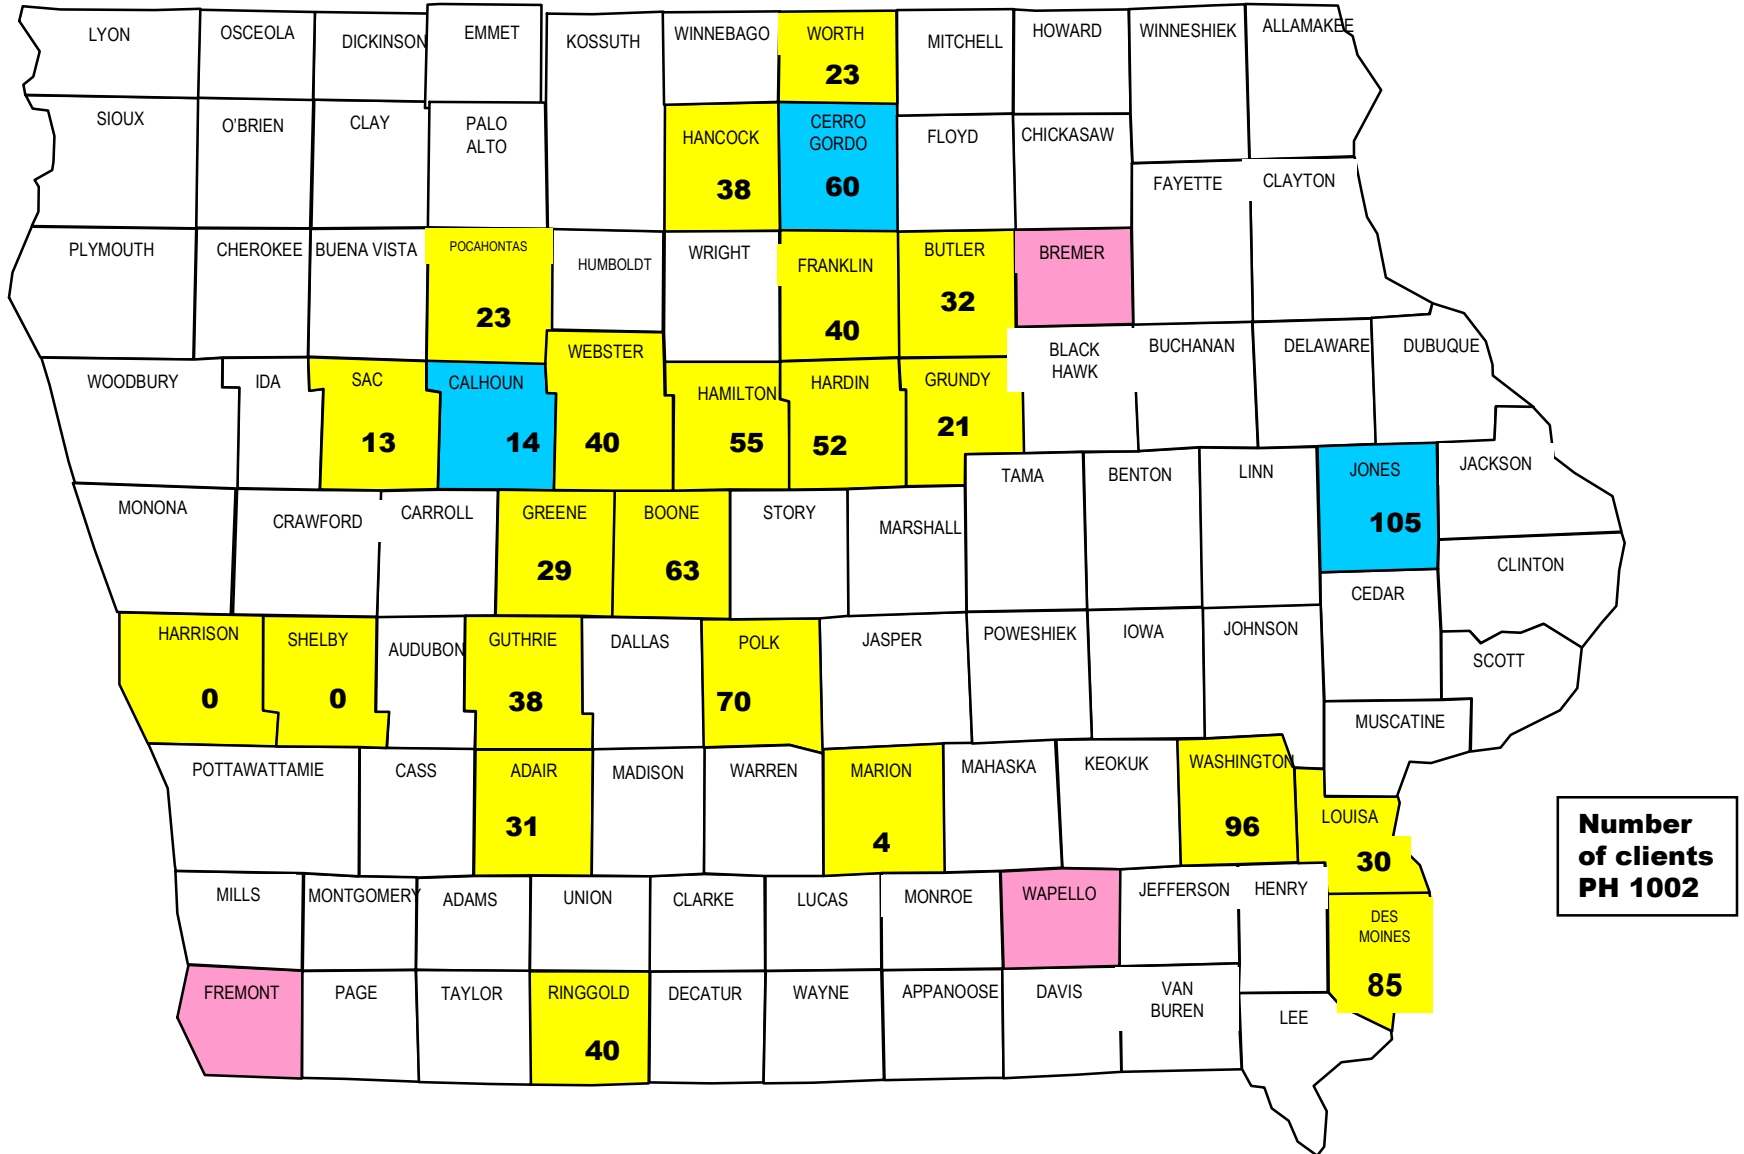 LYON
OSCEOLA
DICKINSON
EMMET
KOSSUTH
WINNEBAGO
WORTH
23
MITCHELL
HOWARD
WINNESHIEK
ALLAMAKEE
SIOUX
O'BRIEN
CLAY
PALO
ALTO
HANCOCK
38
CERRO
GORDO
60
FLOYD
CHICKASAW
FAYETTE
CLAYTON
PLYMOUTH
CHEROKEE
BUENA VISTA
POCAHONTAS
23
HUMBOLDT
WRIGHT
FRANKLIN
40
BUTLER
32
BREMER
WOODBURY
IDA
SAC
13
CALHOUN
14
WEBSTER
40
HAMILTON
55
HARDIN
52
GRUNDY
21
BLACK
HAWK
BUCHANAN
DELAWARE
DUBUQUE
MONONA
CRAWFORD
CARROLL
GREENE
29
BOONE
63
STORY
MARSHALL
TAMA
BENTON
LINN
JONES
105
JACKSON
CLINTON
CEDAR
HARRISON
0
SHELBY
0
AUDUBON
GUTHRIE
38
DALLAS
POLK
70
JASPER
POWESHIEK
IOWA
JOHNSON
SCOTT
MUSCATINE
POTTAWATTAMIE
CASS
ADAIR
31
MADISON
WARREN
MARION
4
MAHASKA
KEOKUK
WASHINGTON
96
LOUISA
30
Number
of clients
PH 1002
MILLS
MONTGOMERY
ADAMS
UNION
CLARKE
LUCAS
MONROE
WAPELLO
JEFFERSON
HENRY
DES
MOINES
85
FREMONT
PAGE
TAYLOR
RINGGOLD
40
DECATUR
WAYNE
APPANOOSE
DAVIS
VAN
BUREN
LEE